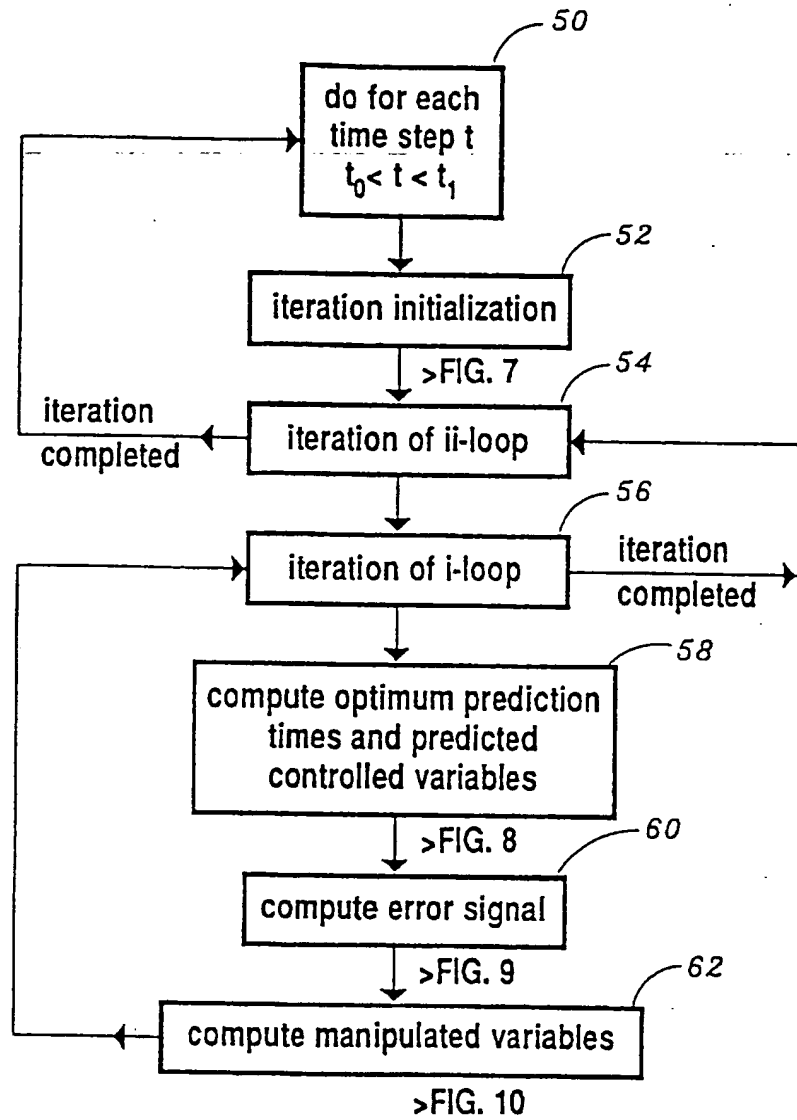 50
do for each
time step t
t₀< t < t₁
52
iteration initialization
>FIG. 7
54
iteration
completed
iteration of ii-loop
56
iteration of i-loop
iteration
completed
58
compute optimum prediction
times and predicted
controlled variables
>FIG. 8
60
compute error signal
>FIG. 9
62
compute manipulated variables
>FIG. 10